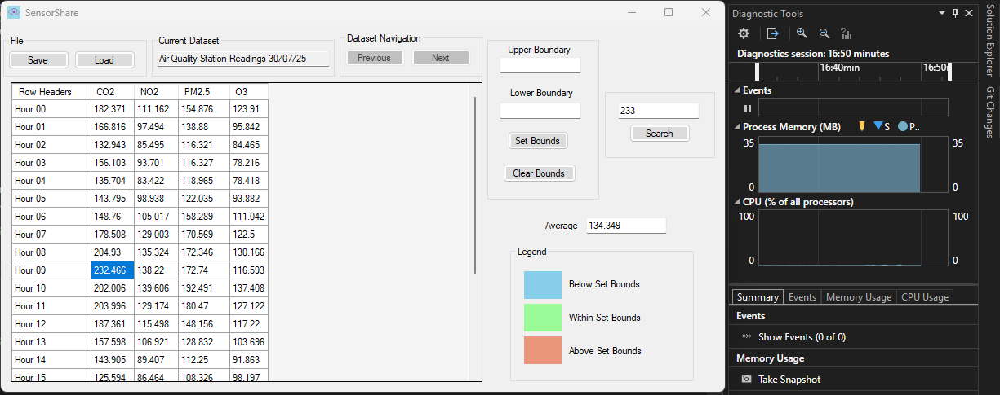 SensorShare
File
Save Load
Current Dataset
Air Quality Station Readings 30/07/25
Dataset Navigation
Previous Next
Row Headers CO2 NO2 PM2.5 O3
Hour 00 182.371 111.162 154.876 123.91
Hour 01 166.816 97.494 138.88 95.842
Hour 02 132.943 85.495 116.321 84.465
Hour 03 156.103 93.701 116.327 78.216
Hour 04 135.704 83.422 118.965 78.418
Hour 05 143.795 98.938 122.035 93.882
Hour 06 148.76 105.017 158.289 111.042
Hour 07 178.508 129.003 170.569 122.5
Hour 08 204.93 135.324 172.346 130.166
Hour 09 232.466 138.22 172.74 116.593
Hour 10 202.006 139.606 192.491 137.408
Hour 11 203.996 129.174 180.47 127.122
Hour 12 187.361 115.498 148.156 117.22
Hour 13 157.598 106.921 128.832 103.696
Hour 14 143.905 89.407 112.25 91.863
Hour 15 125.594 86.464 108.326 98.197
Upper Boundary
Lower Boundary
Set Bounds
Clear Bounds
233
Search
Average 134.349
Legend
Below Set Bounds
Within Set Bounds
Above Set Bounds
Diagnostic Tools
Diagnostics session: 16:50 minutes
16:40min 16:50
Events
Process Memory (MB) S P..
35 35
0 0
CPU (% of all processors)
100 100
0 0
Summary Events Memory Usage CPU Usage
Events
Show Events (0 of 0)
Memory Usage
Take Snapshot
Solution Explorer
Git Changes